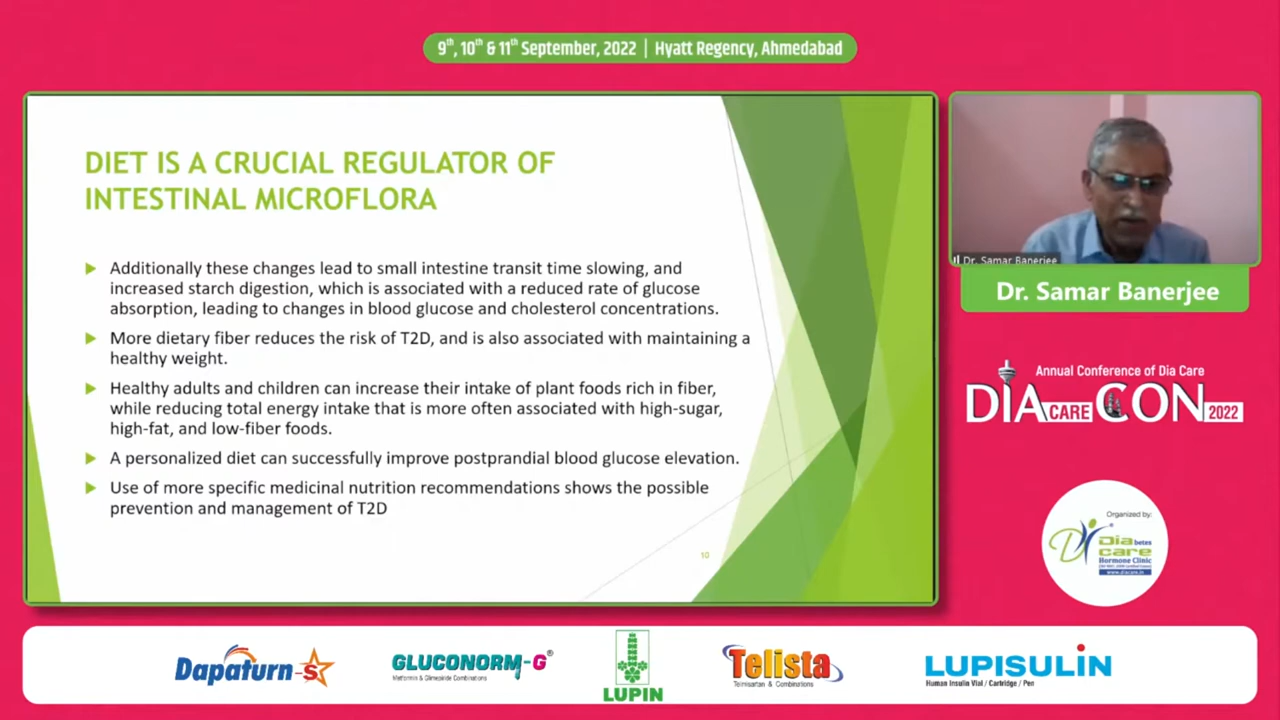 9th, 10th & 11th September, 2022 | Hyatt Regency, Ahmedabad
DIET IS A CRUCIAL REGULATOR OF
INTESTINAL MICROFLORA
Additionally these changes lead to small intestine transit time slowing, and
increased starch digestion, which is associated with a reduced rate of glucose
absorption, leading to changes in blood glucose and cholesterol concentrations.
More dietary fiber reduces the risk of T2D, and is also associated with maintaining a
healthy weight.
Healthy adults and children can increase their intake of plant foods rich in fiber,
while reducing total energy intake that is more often associated with high-sugar,
high-fat, and low-fiber foods.
A personalized diet can successfully improve postprandial blood glucose elevation.
Use of more specific medicinal nutrition recommendations shows the possible
prevention and management of T2D
10
Dr. Samar Banerjee
Dr. Samar Banerjee
Annual Conference of Dia Care
DIA CARE CON 2022
Organized by:
Diabetes
care
Hormone Clinic
www.diacare.in
Dapaturn-S
GLUCONORM-G®
Metformin & Glimepiride Combinations
LUPIN
Telista
Telmisartan & Combinations
LUPISULIN
Human Insulin Vial / Cartridge / Pen